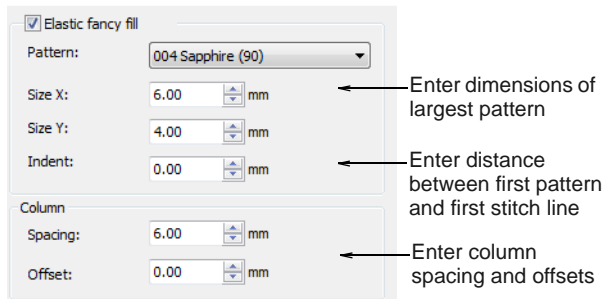 Elastic fancy fill
Pattern: 004 Sapphire (90)
Size X: 6.00 mm
Enter dimensions of
largest pattern
Size Y: 4.00 mm
Indent: 0.00 mm
Enter distance
between first pattern
and first stitch line
Column
Spacing: 6.00 mm
Enter column
spacing and offsets
Offset: 0.00 mm